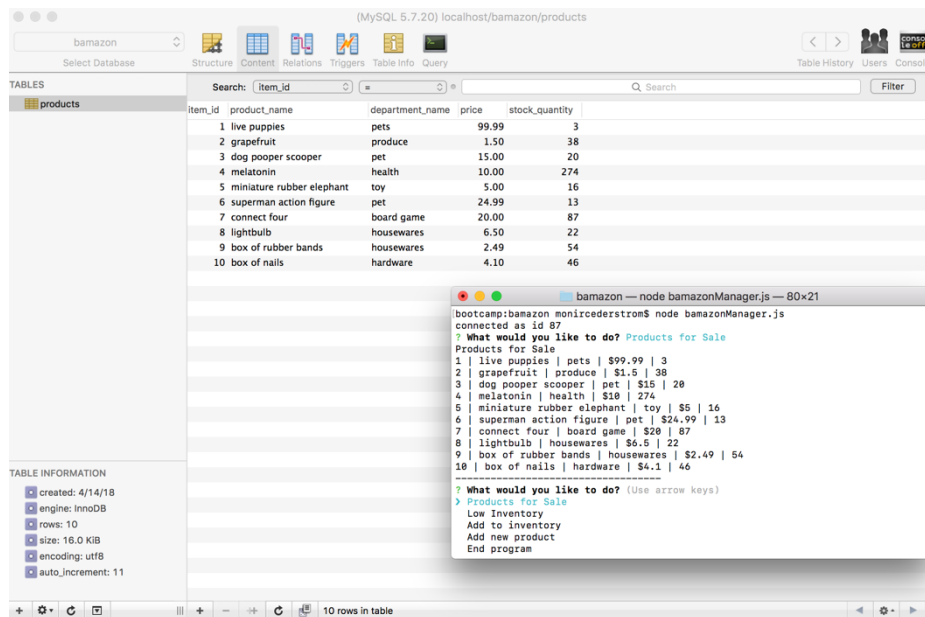 (MySQL 5.7.20) localhost/bamazon/products
bamazon
Select Database
Structure Content Relations Triggers Table Info Query
Table History Users Consol
conso
le off
TABLES
products
Search: item_id = Search Filter
item_id product_name department_name price stock_quantity
1 live puppies pets 99.99 3
2 grapefruit produce 1.50 38
3 dog pooper scooper pet 15.00 20
4 melatonin health 10.00 274
5 miniature rubber elephant toy 5.00 16
6 superman action figure pet 24.99 13
7 connect four board game 20.00 87
8 lightbulb housewares 6.50 22
9 box of rubber bands housewares 2.49 54
10 box of nails hardware 4.10 46
bamazon — node bamazonManager.js — 80×21
[bootcamp:bamazon monircederstrom$ node bamazonManager.js
connected as id 87
? What would you like to do? Products for Sale
Products for Sale
1 | live puppies | pets | $99.99 | 3
2 | grapefruit | produce | $1.5 | 38
3 | dog pooper scooper | pet | $15 | 20
4 | melatonin | health | $10 | 274
5 | miniature rubber elephant | toy | $5 | 16
6 | superman action figure | pet | $24.99 | 13
7 | connect four | board game | $20 | 87
8 | lightbulb | housewares | $6.5 | 22
9 | box of rubber bands | housewares | $2.49 | 54
10 | box of nails | hardware | $4.1 | 46
-----------------------------------
? What would you like to do? (Use arrow keys)
> Products for Sale
Low Inventory
Add to inventory
Add new product
End program
TABLE INFORMATION
created: 4/14/18
engine: InnoDB
rows: 10
size: 16.0 KiB
encoding: utf8
auto_increment: 11
10 rows in table